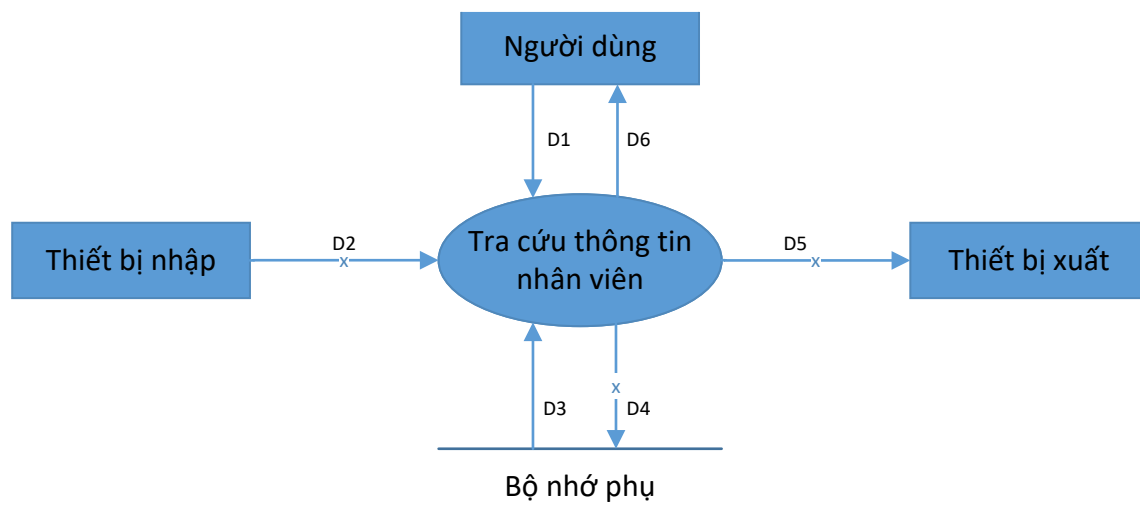 Người dùng
D1
D6
Thiết bị nhập
D2
x
Tra cứu thông tin
nhân viên
D5
x
Thiết bị xuất
x
D3
D4
Bộ nhớ phụ